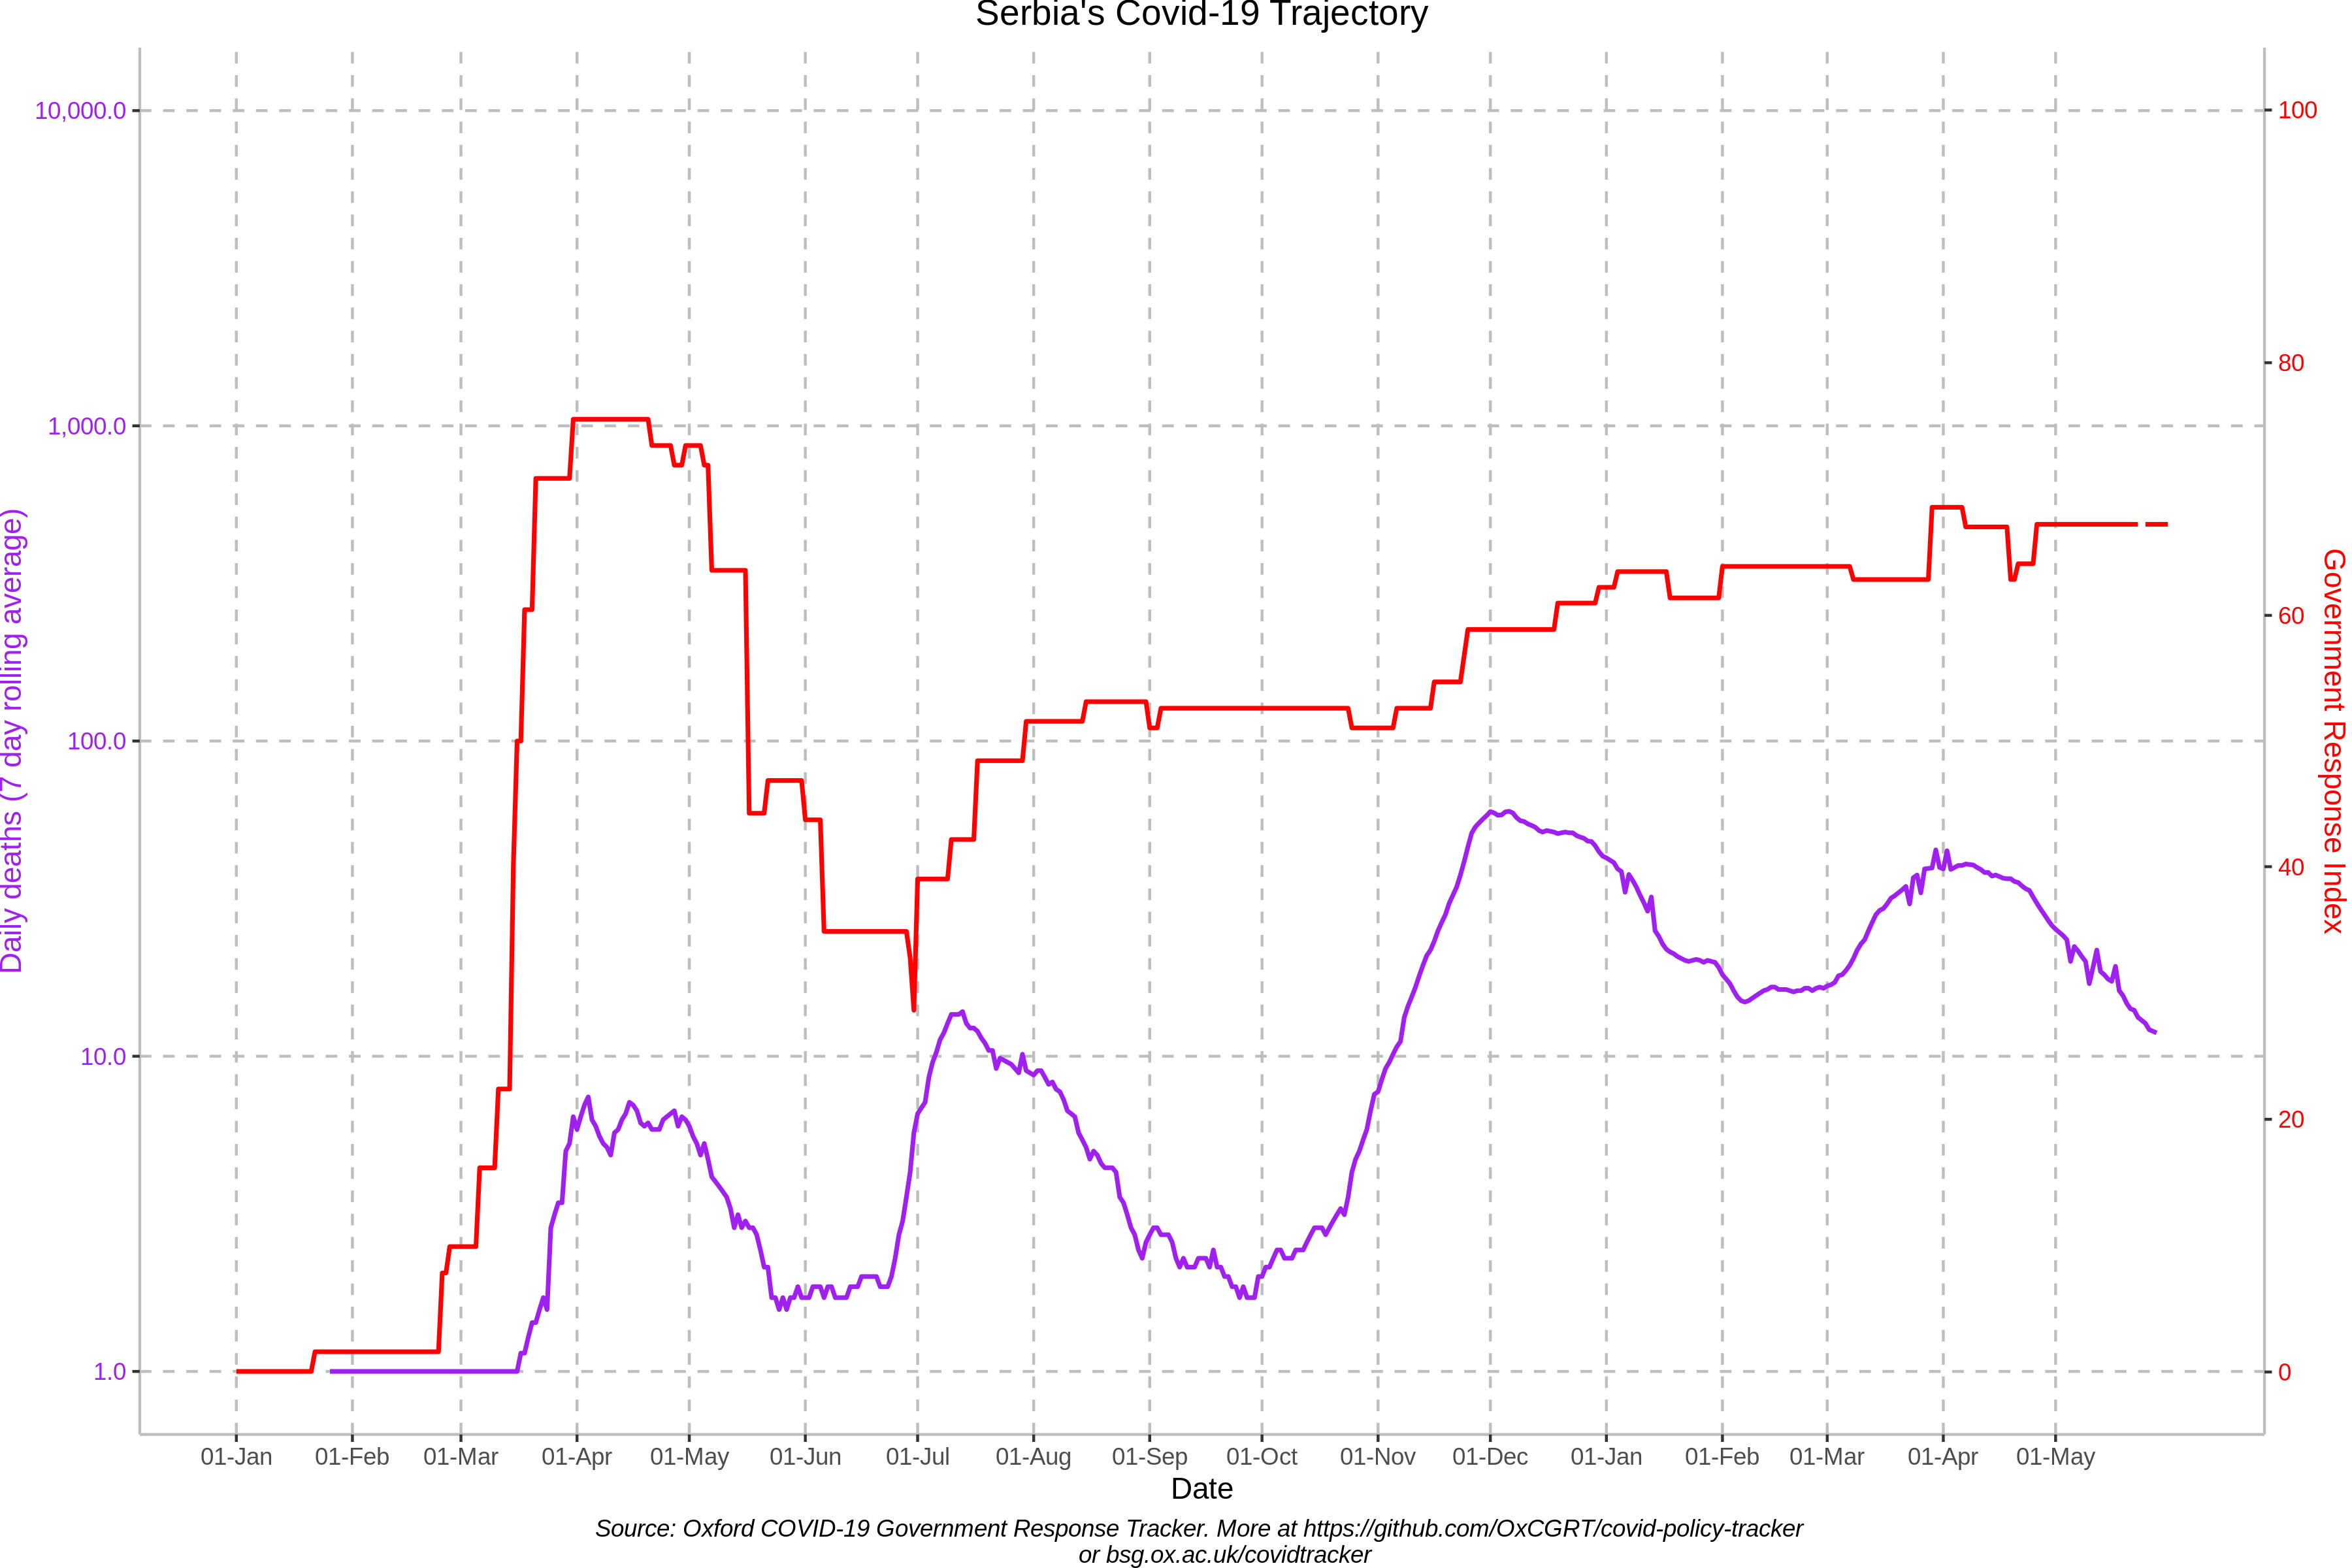 Serbia's Covid-19 Trajectory
10,000.0
1,000.0
100.0
10.0
1.0
Daily deaths (7 day rolling average)
100
80
60
40
20
0
Government Response Index
01-Jan 01-Feb 01-Mar 01-Apr 01-May 01-Jun 01-Jul 01-Aug 01-Sep 01-Oct 01-Nov 01-Dec 01-Jan 01-Feb 01-Mar 01-Apr 01-May
Date
Source: Oxford COVID-19 Government Response Tracker. More at https://github.com/OxCGRT/covid-policy-tracker
or bsg.ox.ac.uk/covidtracker